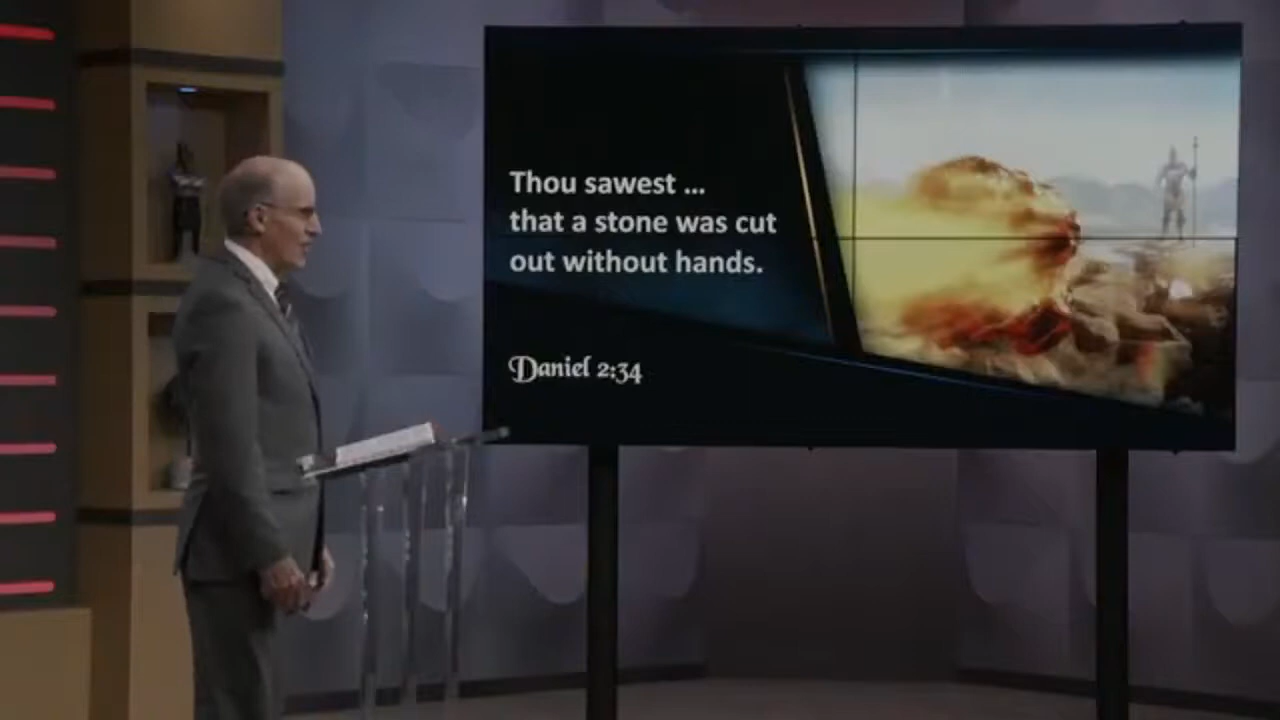 Thou sawest ...
that a stone was cut
out without hands.
Daniel 2:34